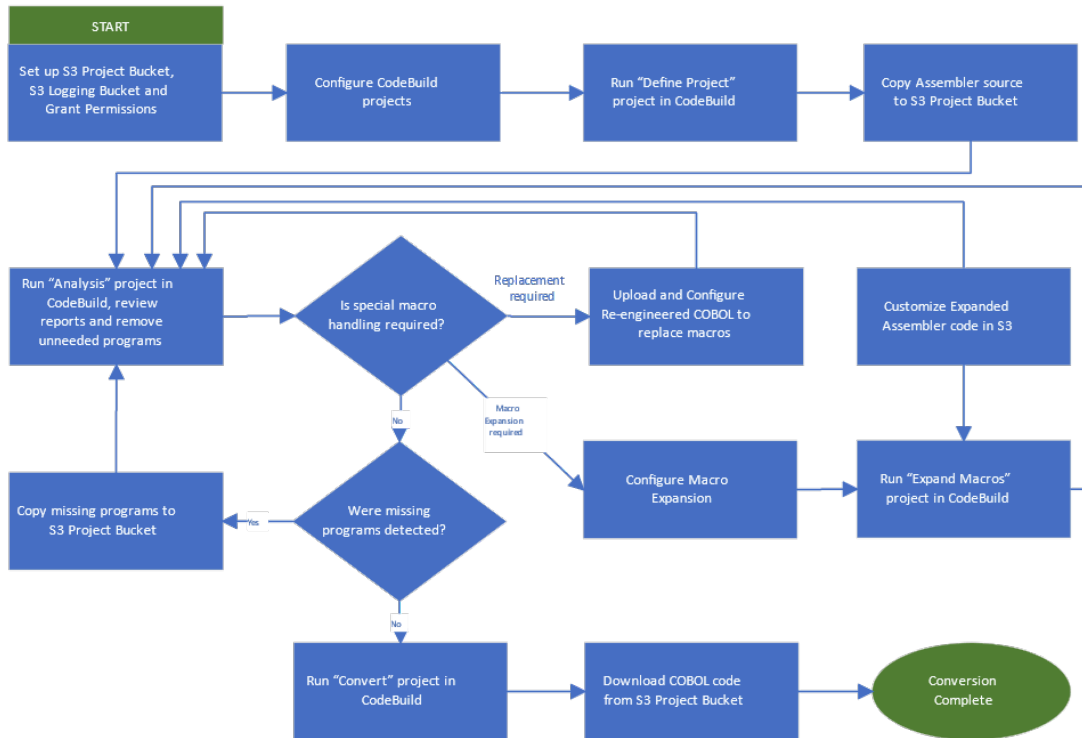 START
Set up S3 Project Bucket,
S3 Logging Bucket and
Grant Permissions
Configure CodeBuild
projects
Run “Define Project”
project in CodeBuild
Copy Assembler source
to S3 Project Bucket
Run “Analysis” project in
CodeBuild, review
reports and remove
unneeded programs
Is special macro
handling required?
Replacement
required
Upload and Configure
Re-engineered COBOL to
replace macros
Customize Expanded
Assembler code in S3
No
Macro
Expansion
required
Copy missing programs to
S3 Project Bucket
Yes
Were missing
programs detected?
Configure Macro
Expansion
Run “Expand Macros”
project in CodeBuild
No
Run “Convert” project in
CodeBuild
Download COBOL code
from S3 Project Bucket
Conversion
Complete